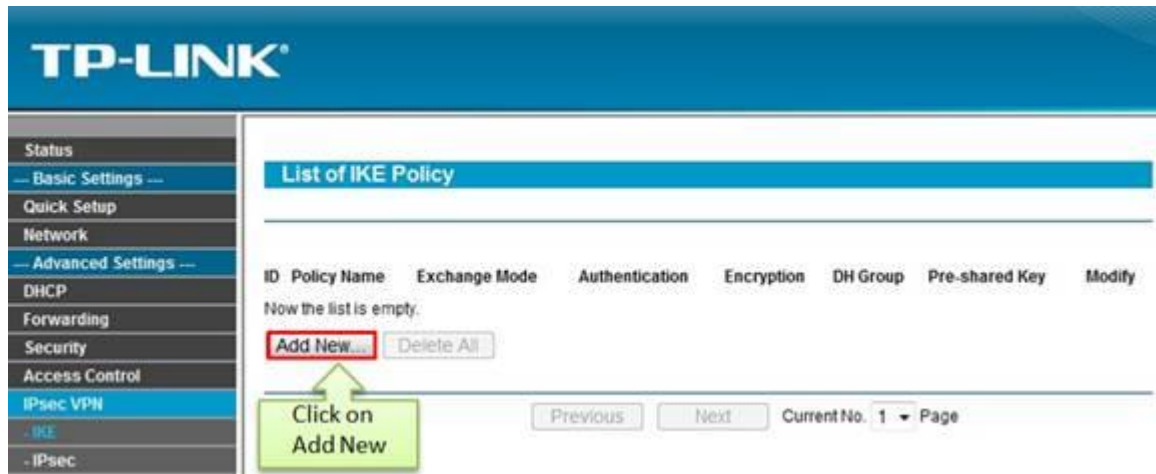 TP-LINK®
Status
--- Basic Settings ---
Quick Setup
Network
--- Advanced Settings ---
DHCP
Forwarding
Security
Access Control
IPsec VPN
- IKE
- IPsec
List of IKE Policy
ID Policy Name Exchange Mode Authentication Encryption DH Group Pre-shared Key Modify
Now the list is empty.
Add New... Delete All
Click on
Add New
Previous Next Current No. 1 Page